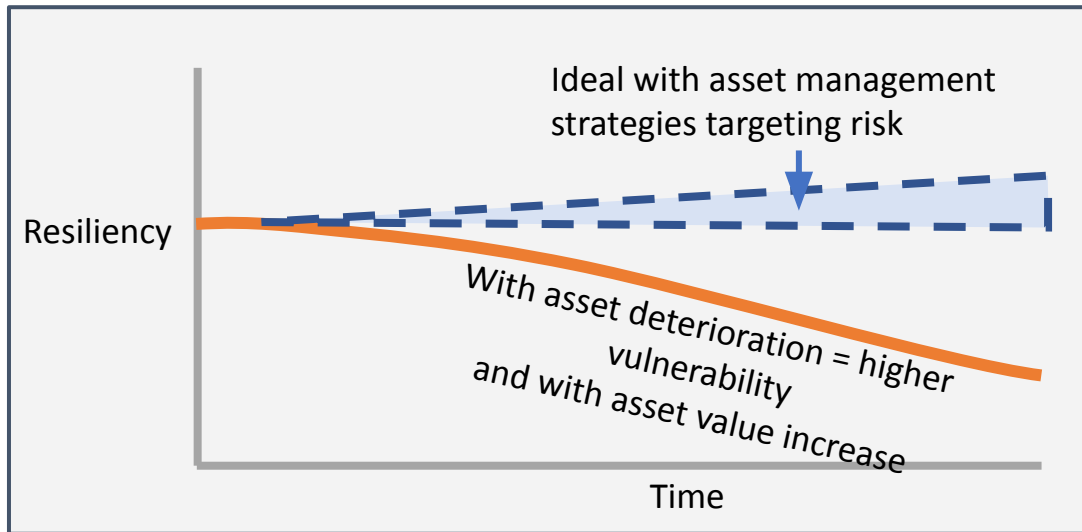 Ideal with asset management
strategies targeting risk
Resiliency
With asset deterioration = higher
vulnerability
and with asset value increase
Time